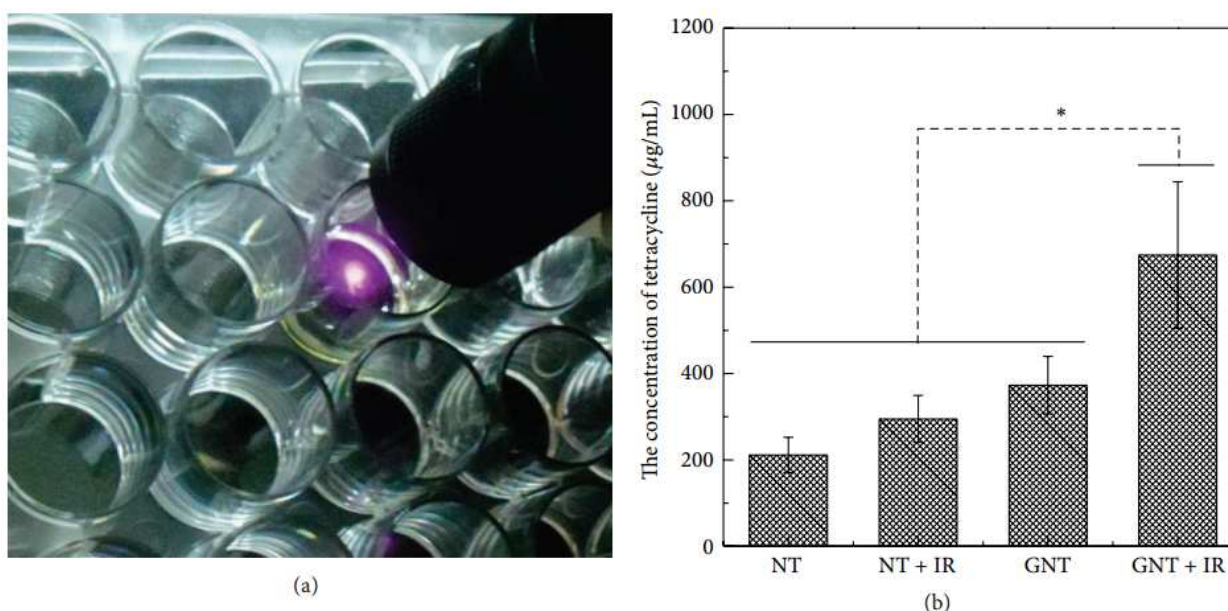 (a)
The concentration of tetracycline (μg/mL)
1200
1000
800
600
400
200
0
*
NT
NT + IR
GNT
GNT + IR
(b)